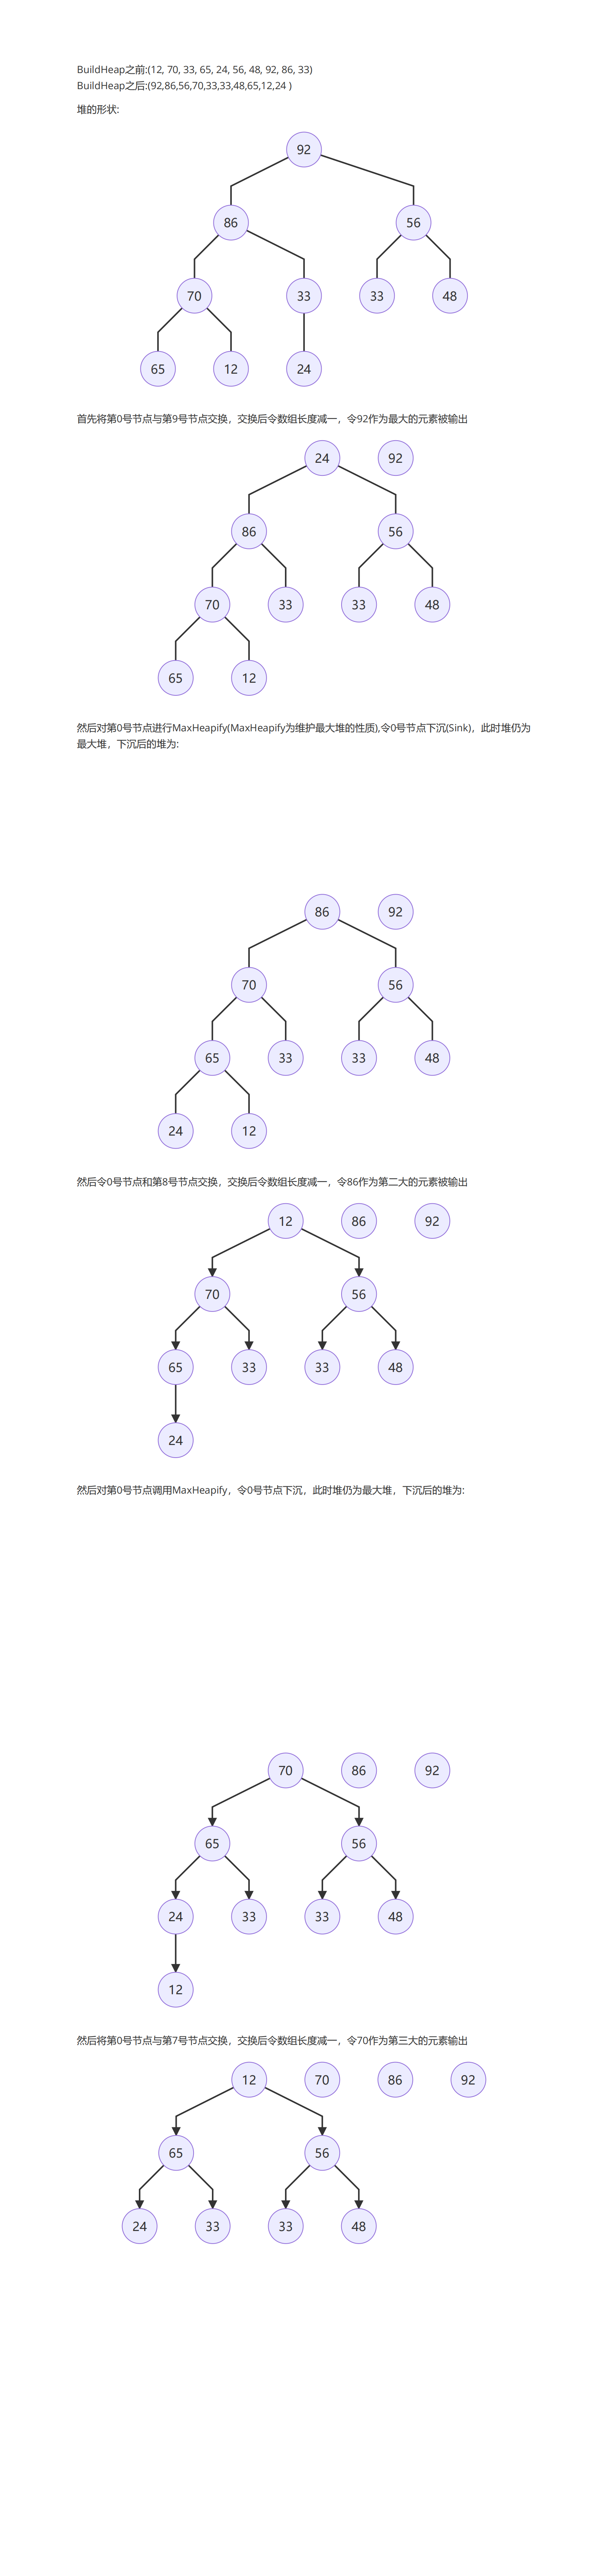 BuildHeap之前:(12, 70, 33, 65, 24, 56, 48, 92, 86, 33)
BuildHeap之后:(92,86,56,70,33,33,48,65,12,24 )
堆的形状:
92
86 56
70 33 33 48
65 12 24
首先将第0号节点与第9号节点交换，交换后令数组长度减一，令92作为最大的元素被输出
24 92
86 56
70 33 33 48
65 12
然后对第0号节点进行MaxHeapify(MaxHeapify为维护最大堆的性质),令0号节点下沉(Sink)，此时堆仍为
最大堆，下沉后的堆为:
86 92
70 56
65 33 33 48
24 12
然后令0号节点和第8号节点交换，交换后令数组长度减一，令86作为第二大的元素被输出
12 86 92
70 56
65 33 33 48
24
然后对第0号节点调用MaxHeapify，令0号节点下沉，此时堆仍为最大堆，下沉后的堆为:
70 86 92
65 56
24 33 33 48
12
然后将第0号节点与第7号节点交换，交换后令数组长度减一，令70作为第三大的元素输出
12 70 86 92
65 56
24 33 33 48